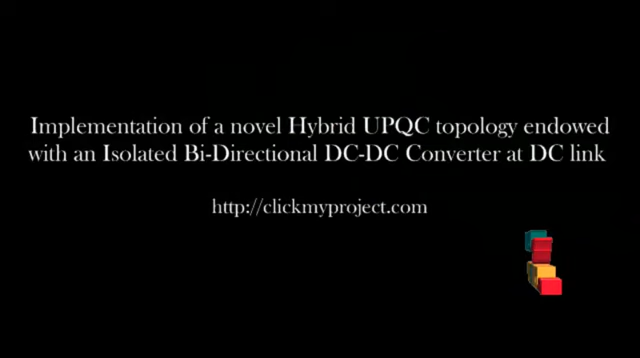 Implementation of a novel Hybrid UPQC topology endowed
with an Isolated Bi-Directional DC-DC Converter at DC link
http://clickmyproject.com